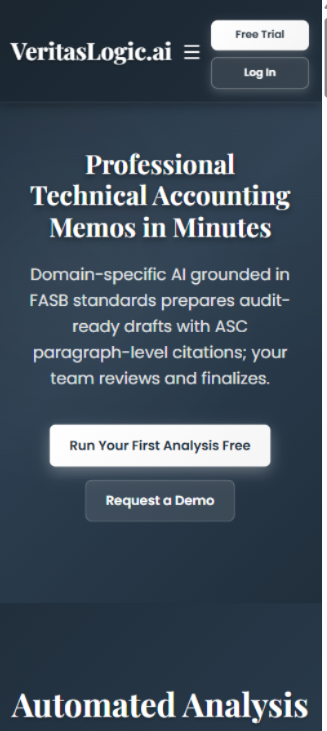 VeritasLogic.ai
Free Trial
Log In
Professional
Technical Accounting
Memos in Minutes
Domain-specific AI grounded in
FASB standards prepares audit-
ready drafts with ASC
paragraph-level citations; your
team reviews and finalizes.
Run Your First Analysis Free
Request a Demo
Automated Analysis